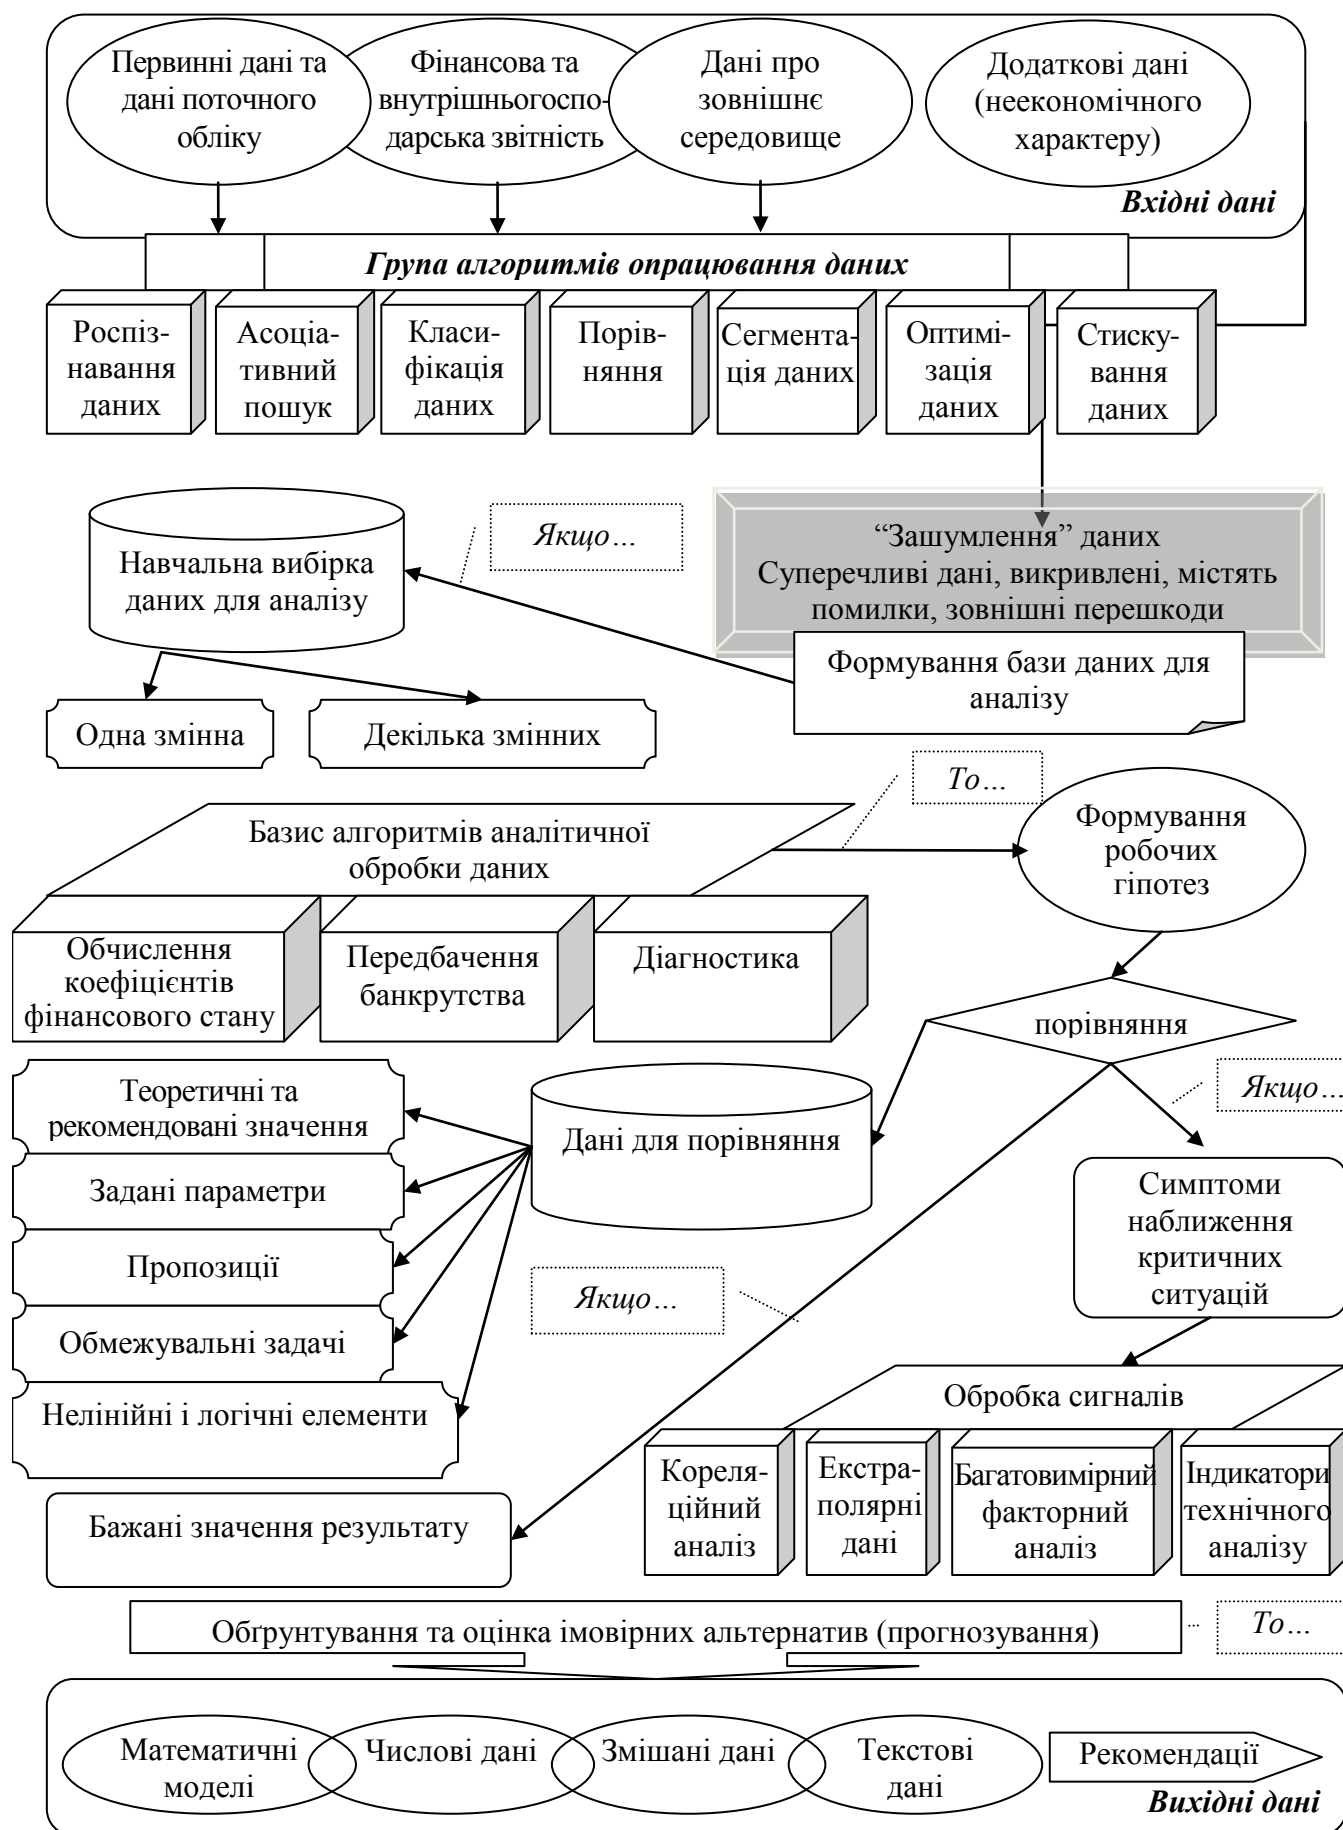 Первинні дані та
дані поточного
обліку
Фінансова та
внутрішньогоспо-
дарська звітність
Дані про
зовнішнє
середовище
Додаткові дані
(неекономічного
характеру)
Вхідні дані
Група алгоритмів опрацювання даних
Роспіз-
навання
даних
Асоціа-
тивний
пошук
Класи-
фікація
даних
Порів-
няння
Сегмента-
ція даних
Оптимі-
зація
даних
Стиску-
вання
даних
Навчальна вибірка
даних для аналізу
Якщо…
“Зашумлення” даних
Суперечливі дані, викривлені, містять
помилки, зовнішні перешкоди
Формування бази даних для
аналізу
Одна змінна
Декілька змінних
То…
Базис алгоритмів аналітичної
обробки даних
Формування
робочих
гіпотез
Обчислення
коефіцієнтів
фінансового стану
Передбачення
банкрутства
Діагностика
порівняння
Якщо…
Теоретичні та
рекомендовані значення
Задані параметри
Пропозиції
Обмежувальні задачі
Нелінійні і логічні елементи
Дані для порівняння
Якщо…
Симптоми
наближення
критичних
ситуацій
Обробка сигналів
Кореля-
ційний
аналіз
Екстра-
полярні
дані
Багатовимірний
факторний
аналіз
Індикатори
технічного
аналізу
Бажані значення результату
Обґрунтування та оцінка імовірних альтернатив (прогнозування)
То…
Математичні
моделі
Числові дані
Змішані дані
Текстові
дані
Рекомендації
Вихідні дані